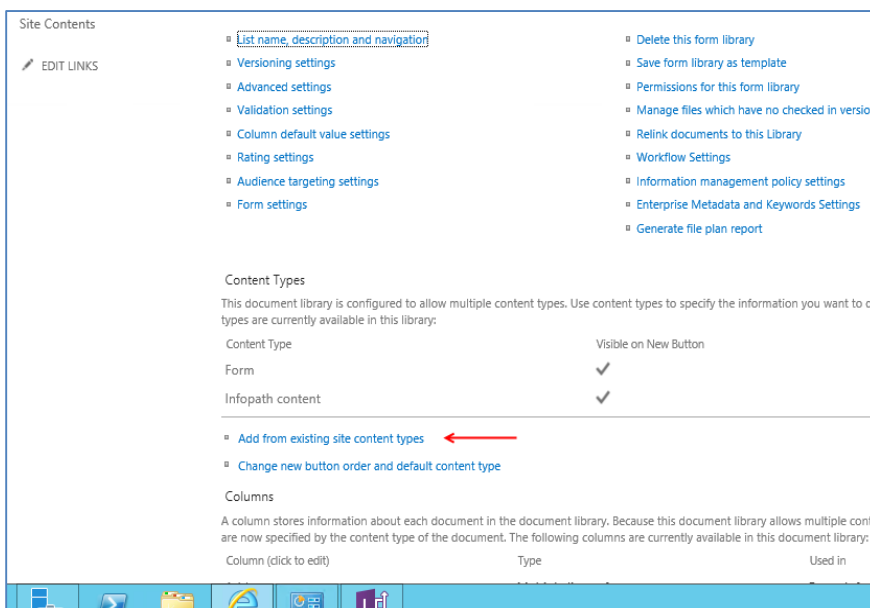 Site Contents
EDIT LINKS
List name, description and navigation
Versioning settings
Advanced settings
Validation settings
Column default value settings
Rating settings
Audience targeting settings
Form settings
Delete this form library
Save form library as template
Permissions for this form library
Manage files which have no checked in versio
Relink documents to this Library
Workflow Settings
Information management policy settings
Enterprise Metadata and Keywords Settings
Generate file plan report
Content Types
This document library is configured to allow multiple content types. Use content types to specify the information you want to
types are currently available in this library:
Content Type Visible on New Button
Form
Infopath content
Add from existing site content types
Change new button order and default content type
Columns
A column stores information about each document in the document library. Because this document library allows multiple con
are now specified by the content type of the document. The following columns are currently available in this document library:
Column (click to edit) Type Used in